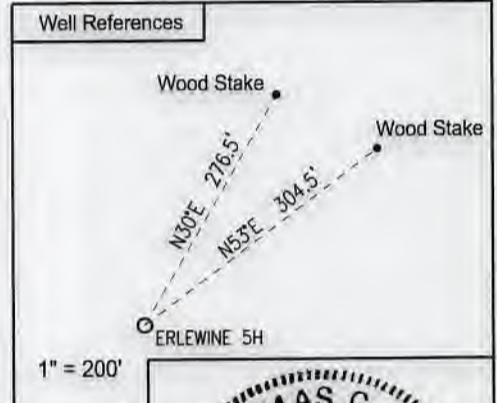 Well References
Wood Stake
Wood Stake
N30°E 276.5'
N53°E 304.5'
ERLEWINE 5H
1" = 200'